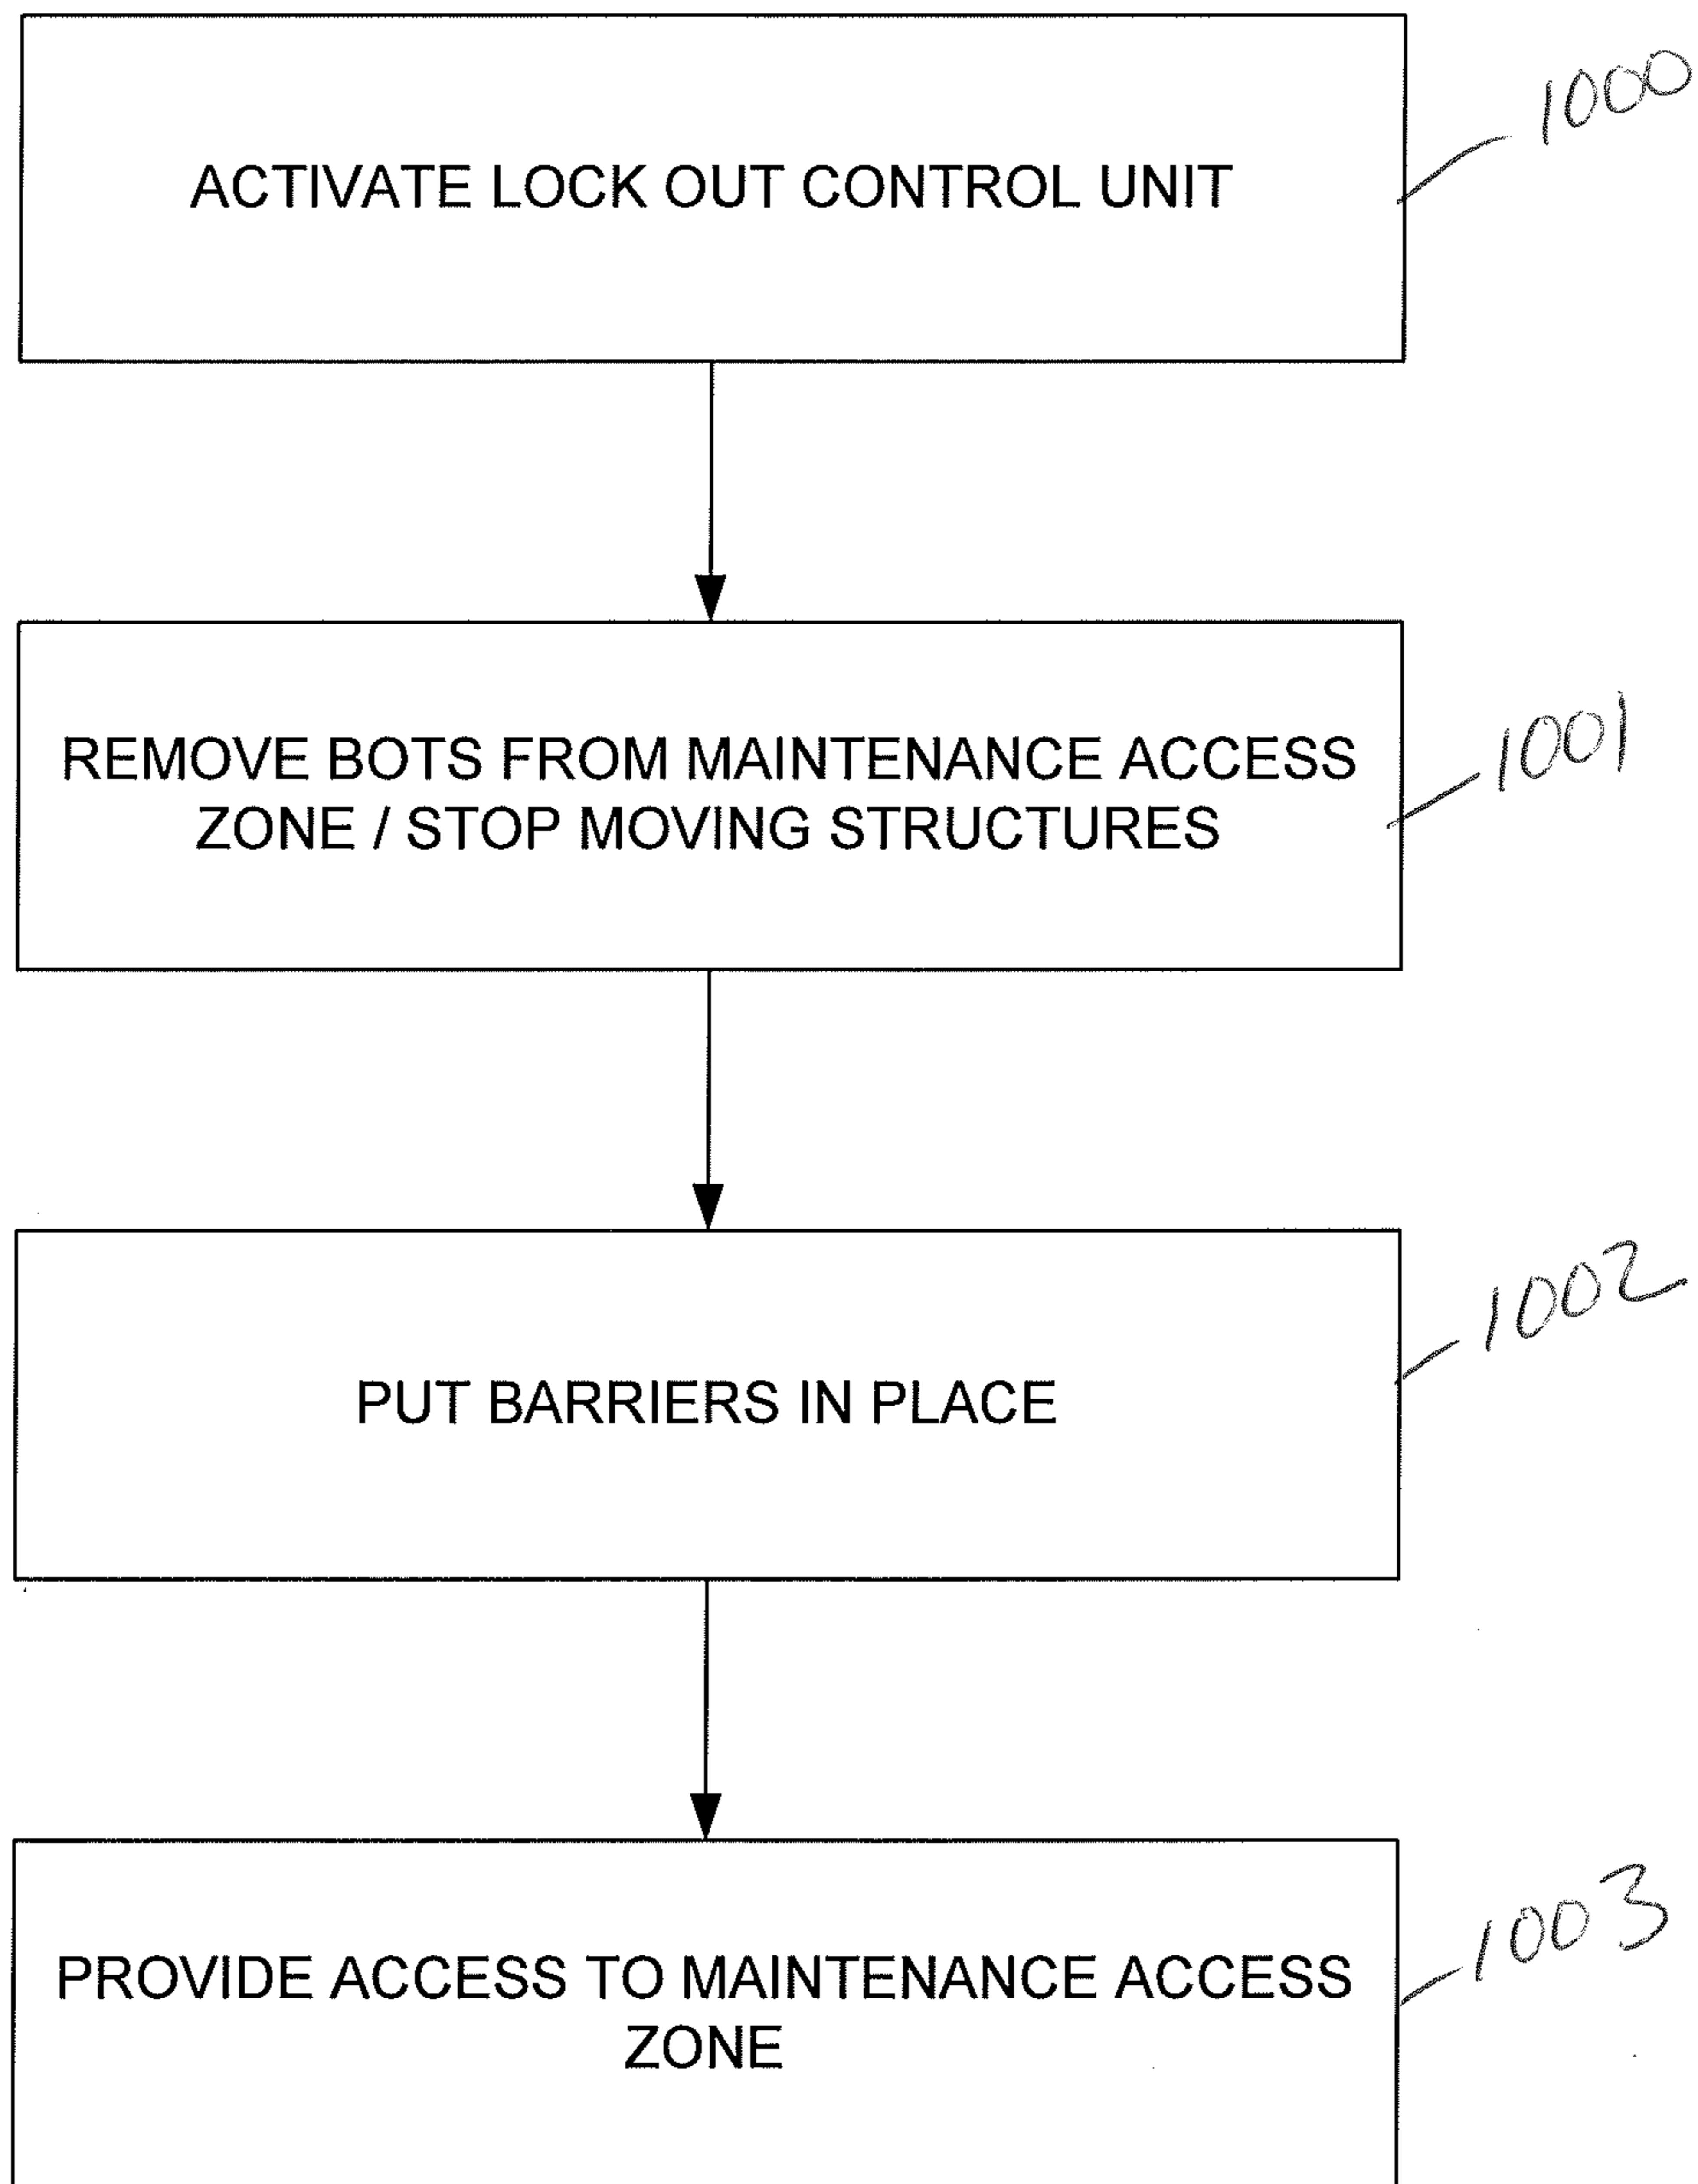 ACTIVATE LOCK OUT CONTROL UNIT
1000
REMOVE BOTS FROM MAINTENANCE ACCESS
ZONE / STOP MOVING STRUCTURES
1001
PUT BARRIERS IN PLACE
1002
PROVIDE ACCESS TO MAINTENANCE ACCESS
ZONE
1003